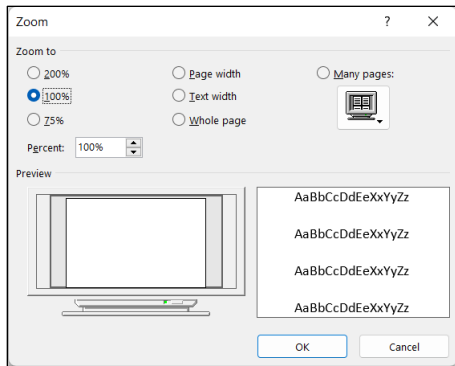 Zoom ?
Zoom to
200% Page width Many pages:
100% Text width
75% Whole page
Percent: 100%
Preview
AaBbCcDdEeXxYyZz
AaBbCcDdEeXxYyZz
AaBbCcDdEeXxYyZz
AaBbCcDdEeXxYyZz
OK Cancel